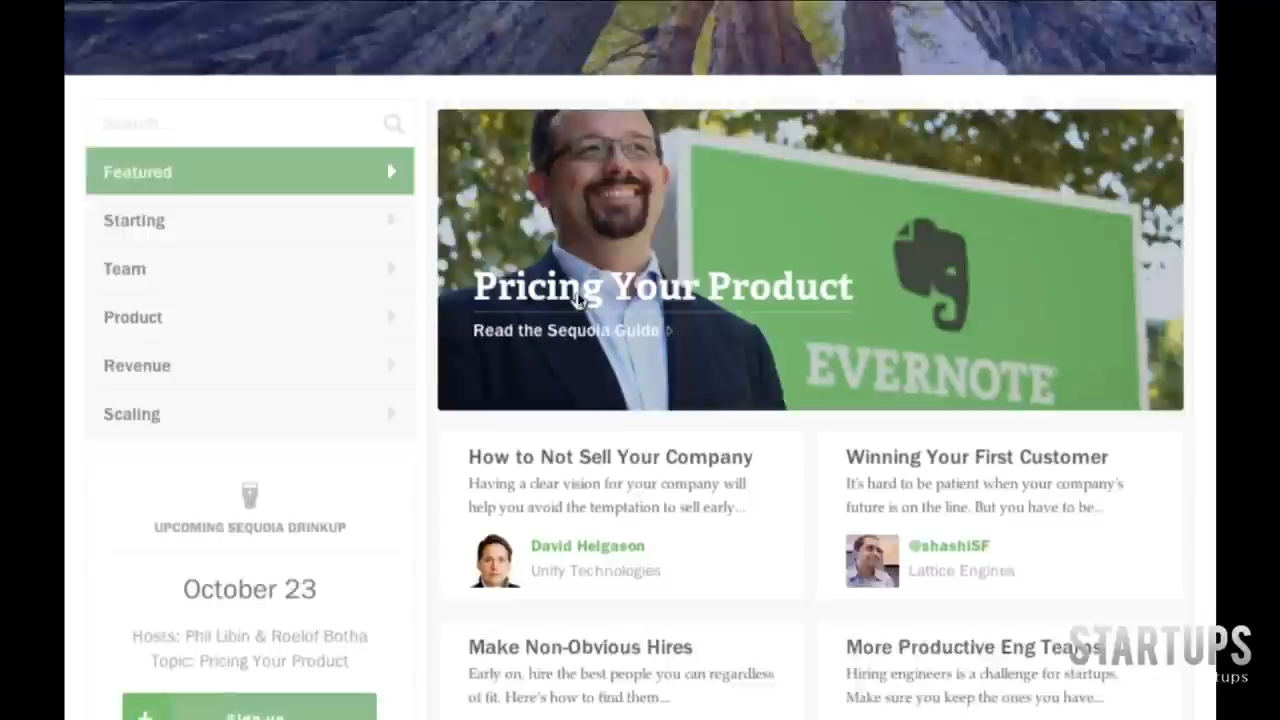 Search...
Featured
Starting
Team
Product
Revenue
Scaling
UPCOMING SEQUOIA DRINKUP
October 23
Hosts: Phil Libin & Roelof Botha
Topic: Pricing Your Product
Sign up
Pricing Your Product
Read the Sequoia Guide
EVERNOTE
How to Not Sell Your Company
Having a clear vision for your company will
help you avoid the temptation to sell early...
David Helgason
Unity Technologies
Winning Your First Customer
It's hard to be patient when your company's
future is on the line. But you have to be...
@shashiSF
Lattice Engines
Make Non-Obvious Hires
Early on, hire the best people you can regardless
of fit. Here's how to find them...
More Productive Eng Teams
Hiring engineers is a challenge for startups.
Make sure you keep the ones you have...
STARTUPS
tups